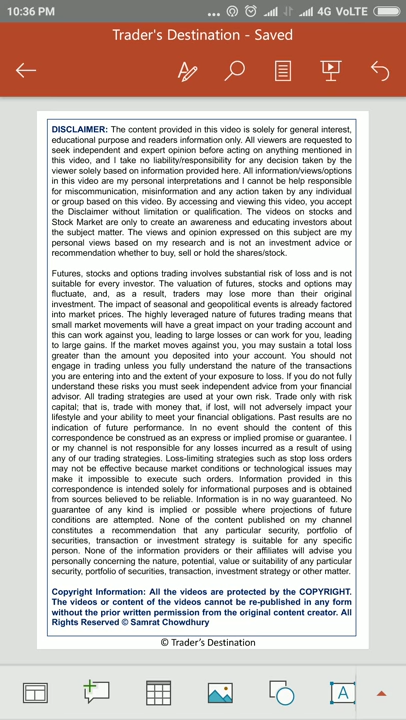 10:36 PM
... 4G VoLTE
Trader's Destination - Saved
DISCLAIMER: The content provided in this video is solely for general interest,
educational purpose and readers information only. All viewers are requested to
seek independent and expert opinion before acting on anything mentioned in
this video, and I take no liability/responsibility for any decision taken by the
viewer solely based on information provided here. All information/views/options
in this video are my personal interpretations and I cannot be help responsible
for miscommunication, misinformation and any action taken by any individual
or group based on this video. By accessing and viewing this video, you accept
the Disclaimer without limitation or qualification. The videos on stocks and
Stock Market are only to create an awareness and educating investors about
the subject matter. The views and opinion expressed on this subject are my
personal views based on my research and is not an investment advice or
recommendation whether to buy, sell or hold the shares/stock.
Futures, stocks and options trading involves substantial risk of loss and is not
suitable for every investor. The valuation of futures, stocks and options may
fluctuate, and, as a result, traders may lose more than their original
investment. The impact of seasonal and geopolitical events is already factored
into market prices. The highly leveraged nature of futures trading means that
small market movements will have a great impact on your trading account and
this can work against you, leading to large losses or can work for you, leading
to large gains. If the market moves against you, you may sustain a total loss
greater than the amount you deposited into your account. You should not
engage in trading unless you fully understand the nature of the transactions
you are entering into and the extent of your exposure to loss. If you do not fully
understand these risks you must seek independent advice from your financial
advisor. All trading strategies are used at your own risk. Trade only with risk
capital; that is, trade with money that, if lost, will not adversely impact your
lifestyle and your ability to meet your financial obligations. Past results are no
indication of future performance. In no event should the content of this
correspondence be construed as an express or implied promise or guarantee. I
or my channel is not responsible for any losses incurred as a result of using
any of our trading strategies. Loss-limiting strategies such as stop loss orders
may not be effective because market conditions or technological issues may
make it impossible to execute such orders. Information provided in this
correspondence is intended solely for informational purposes and is obtained
from sources believed to be reliable. Information is in no way guaranteed. No
guarantee of any kind is implied or possible where projections of future
conditions are attempted. None of the content published on my channel
constitutes a recommendation that any particular security, portfolio of
securities, transaction or investment strategy is suitable for any specific
person. None of the information providers or their affiliates will advise you
personally concerning the nature, potential, value or suitability of any particular
security, portfolio of securities, transaction, investment strategy or other matter.
Copyright Information: All the videos are protected by the COPYRIGHT.
The videos or content of the videos cannot be re-published in any form
without the prior written permission from the original content creator. All
Rights Reserved © Samrat Chowdhury
© Trader's Destination
A